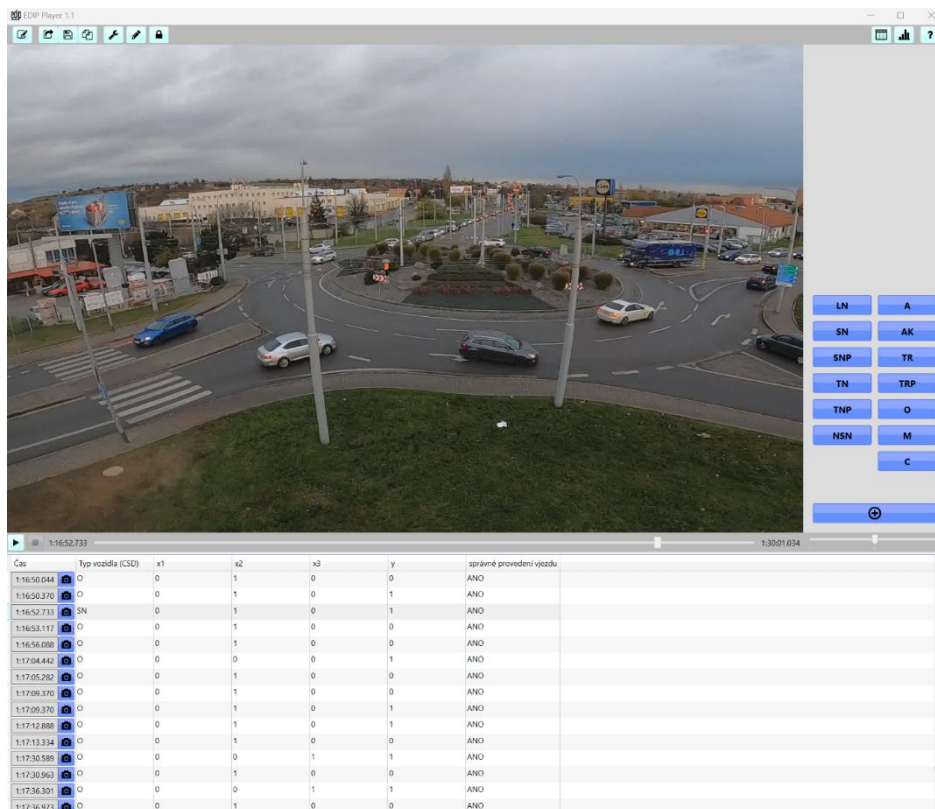 edip EDIP Player 1.1
?
LIDL
LN A
SN AK
SNP TR
TN TRP
TNP O
NSN M
C
1:16:52.733 1:30:01.034
Čas Typ vozidla (CSD) x1 x2 x3 y správné provedení vjezdu
1:16:50.044 O 0 1 0 0 ANO
1:16:50.370 O 0 1 0 1 ANO
1:16:52.733 SN 0 1 0 1 ANO
1:16:53.117 O 0 1 0 0 ANO
1:16:56.088 O 0 1 0 0 ANO
1:17:04.442 O 0 0 0 1 ANO
1:17:05.282 O 0 1 0 0 ANO
1:17:09.370 O 0 1 0 0 ANO
1:17:09.370 O 0 1 0 1 ANO
1:17:12.888 O 0 1 0 1 ANO
1:17:13.334 O 0 1 0 0 ANO
1:17:30.589 O 0 0 1 1 ANO
1:17:30.963 O 0 1 0 0 ANO
1:17:36.301 O 0 0 1 1 ANO
1:17:36.923 O 0 1 0 0 ANO